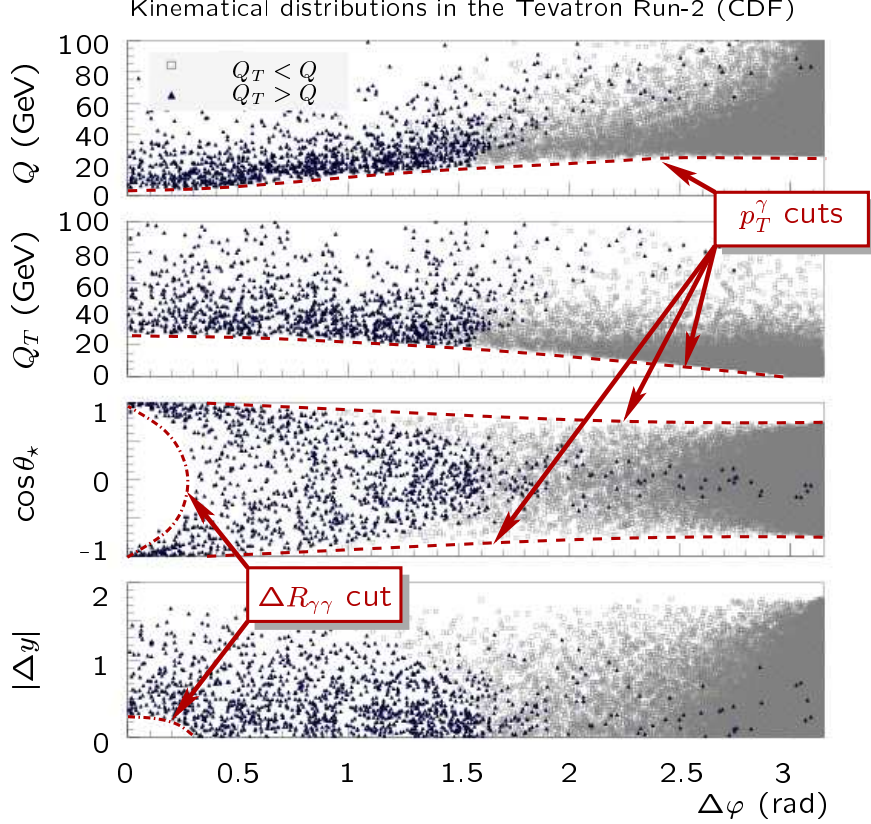 Kinematical distributions in the Tevatron Run-2 (CDF)
Q (GeV)
100
80
60
40
20
0
Q_T < Q
Q_T > Q
p_T^γ cuts
Q_T (GeV)
100
80
60
40
20
0
cosθ⋆
1
0
-1
ΔR_γγ cut
|Δy|
2
1
0
0 0.5 1 1.5 2 2.5 3
Δφ (rad)